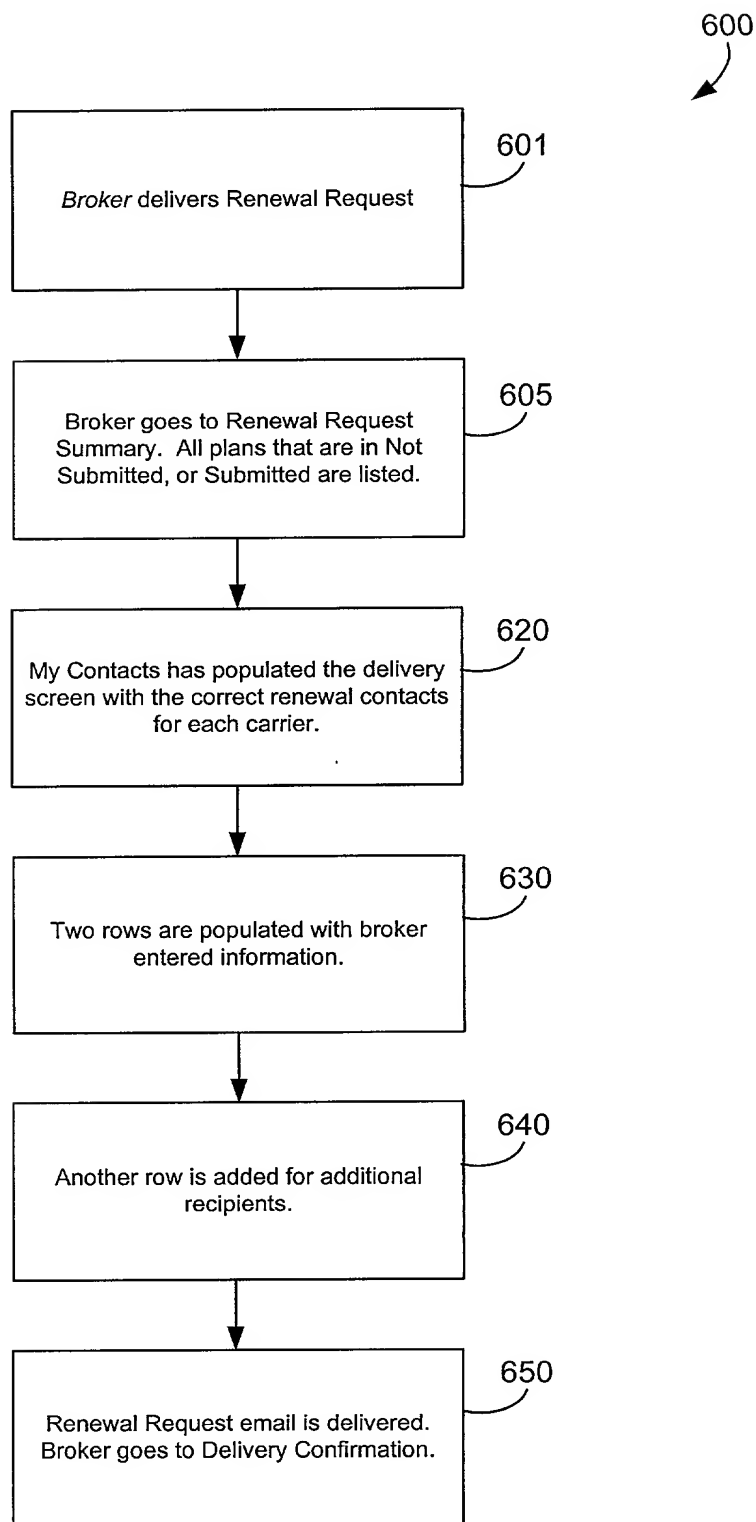 600
601
Broker delivers Renewal Request
605
Broker goes to Renewal Request
Summary. All plans that are in Not
Submitted, or Submitted are listed.
620
My Contacts has populated the delivery
screen with the correct renewal contacts
for each carrier.
630
Two rows are populated with broker
entered information.
640
Another row is added for additional
recipients.
650
Renewal Request email is delivered.
Broker goes to Delivery Confirmation.